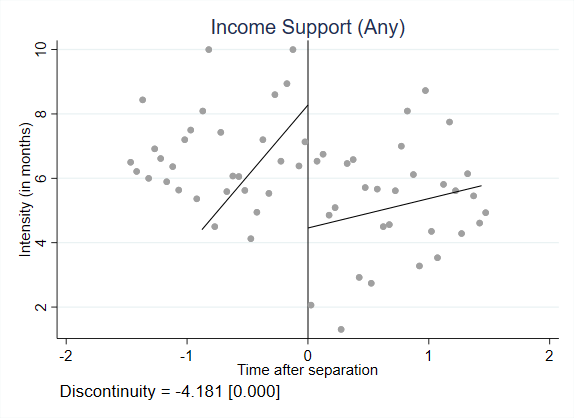 Income Support (Any)
Intensity (in months)
10
8
6
4
2
-2 -1 0 1 2
Time after separation
Discontinuity = -4.181 [0.000]